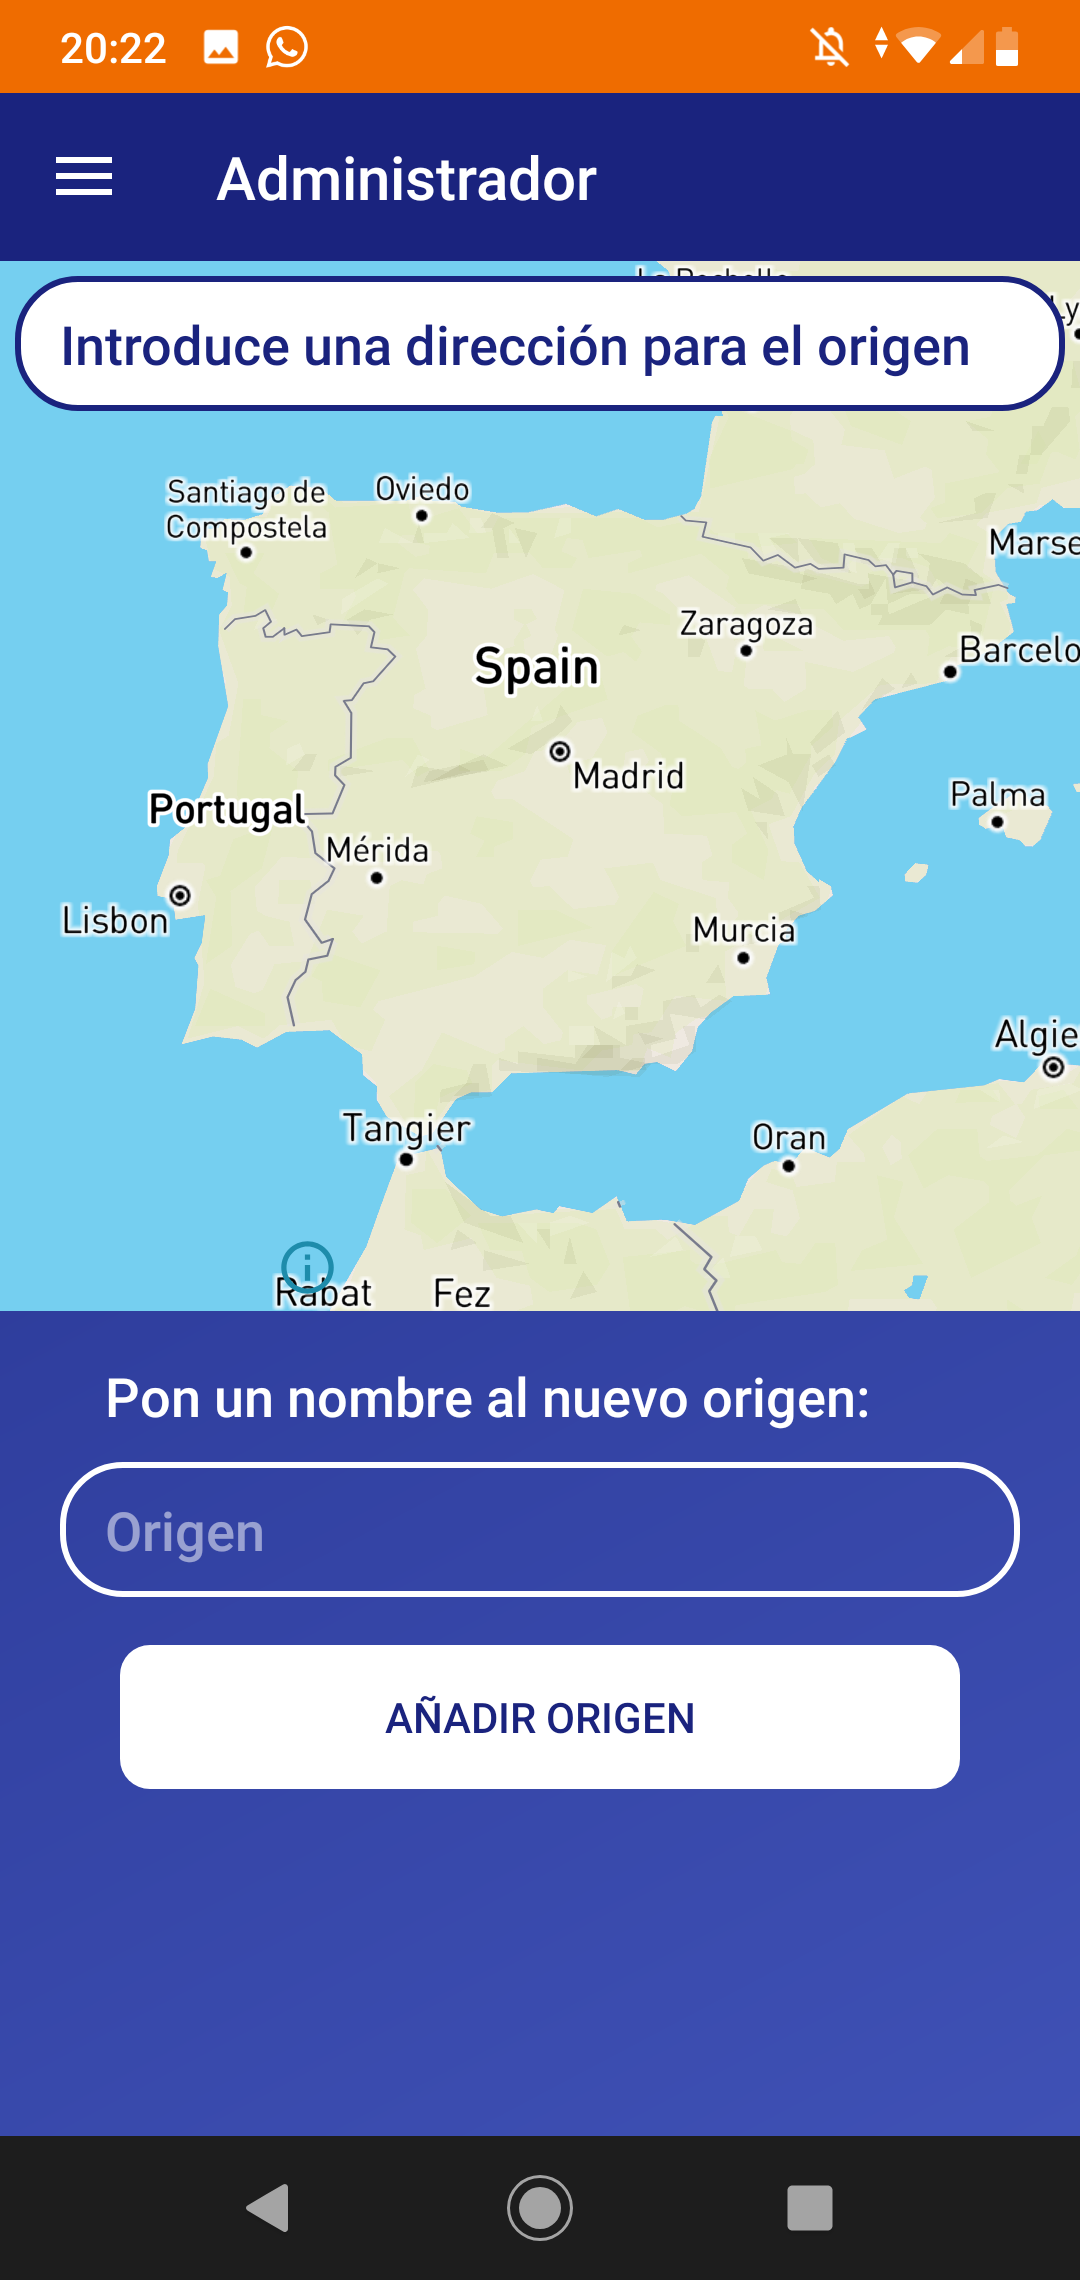 20:22
Administrador
Introduce una dirección para el origen
Santiago de
Compostela
Oviedo
Marse
Zaragoza
Barcelo
Spain
Madrid
Palma
Portugal
Mérida
Lisbon
Murcia
Algie
Tangier
Oran
Rabat
Fez
Pon un nombre al nuevo origen:
Origen
AÑADIR ORIGEN